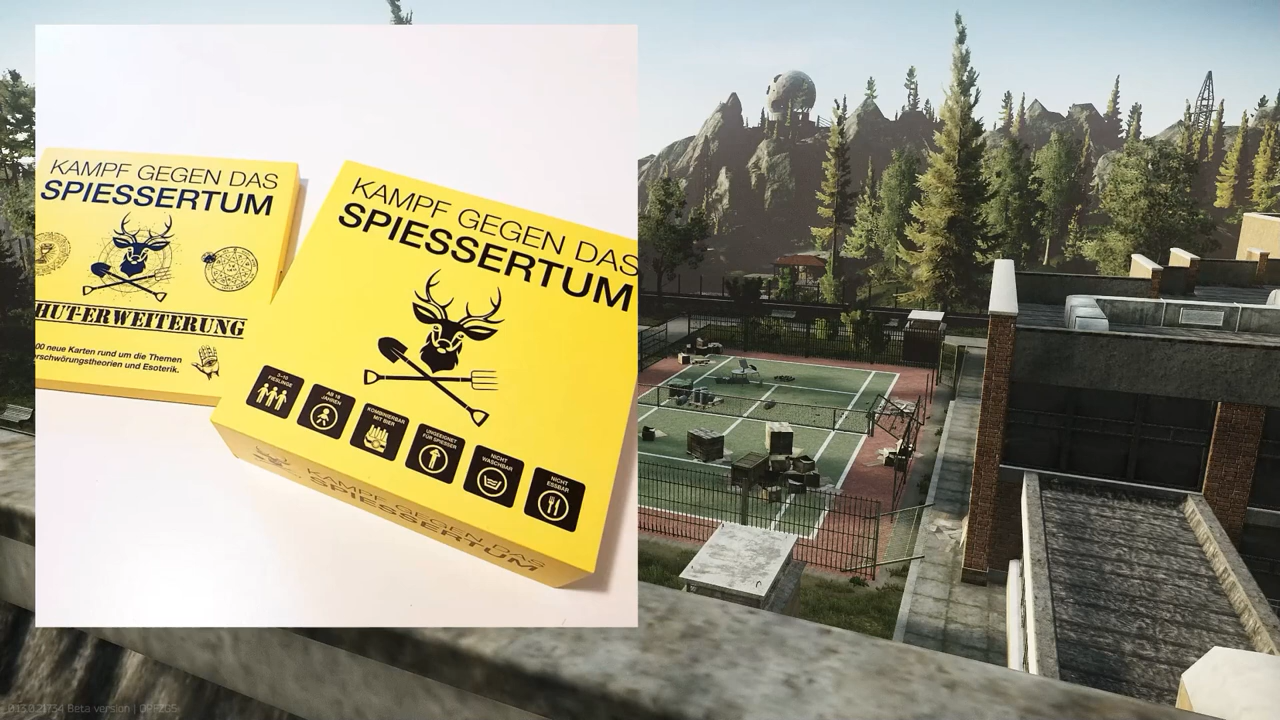 KAMPF GEGEN DAS
SPIESSERTUM
HUT-ERWEITERUNG
00 neue Karten rund um die Themen
erschwörungstheorien und Esoterik.
KAMPF GEGEN DAS
SPIESSERTUM
FIESLINGE
AB 18
JAHREN
KOMBINIERBAR
MIT BIER
UNGEEIGNET
FÜR SPIESSER
NICHT
WASCHBAR
NICHT
ESSBAR
KAMPF GEGEN DAS
SPIESSERTUM
Beta version